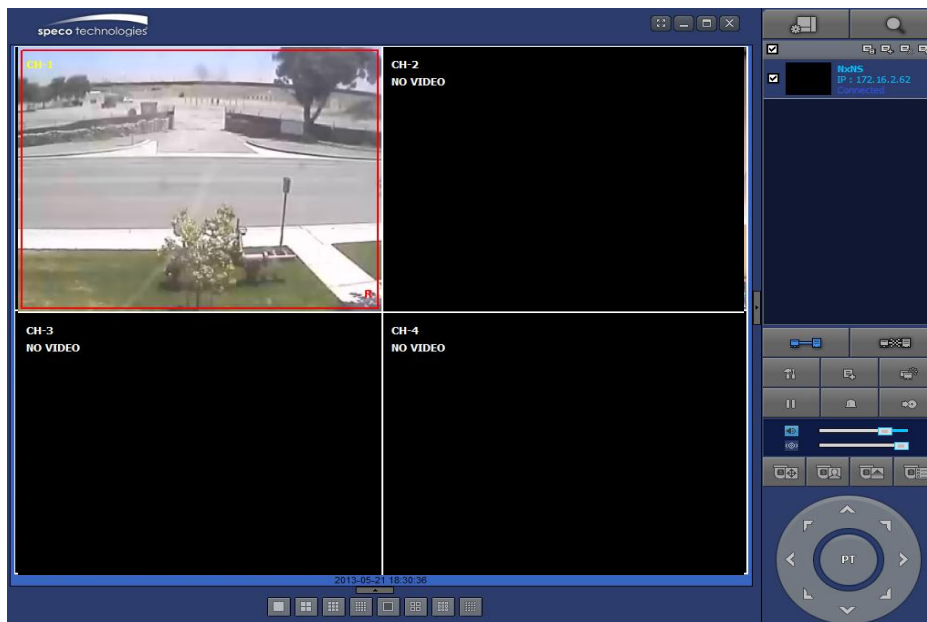 speco technologies
CH-1
CH-2
NO VIDEO
R
CH-3
NO VIDEO
CH-4
NO VIDEO
2013-05-21 18:30:36
NxNS
IP : 172.16.2.62
Connected
PT